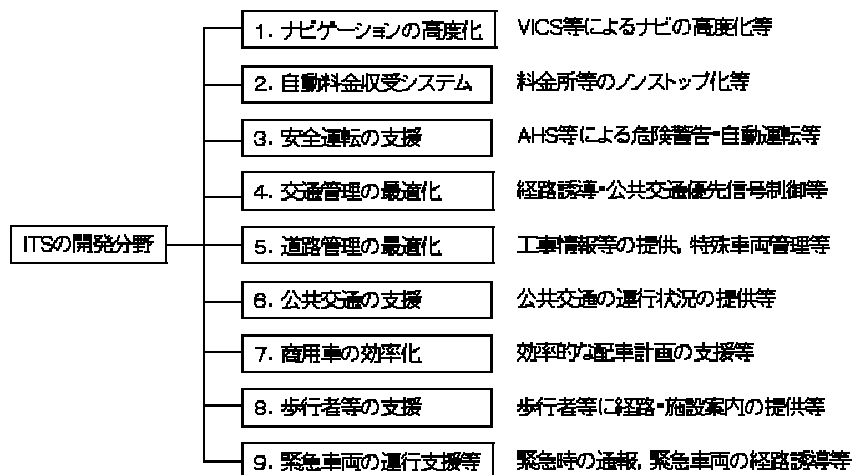 1. ナビゲーションの高度化 VICS等によるナビの高度化等
2. 自動料金収受システム 料金所等のノンストップ化等
3. 安全運転の支援 AHS等による危険警告・自動運転等
4. 交通管理の最適化 経路誘導・公共交通優先信号制御等
ITSの開発分野
5. 道路管理の最適化 工事情報等の提供, 特殊車両管理等
6. 公共交通の支援 公共交通の運行状況の提供等
7. 商用車の効率化 効率的な配車計画の支援等
8. 歩行者等の支援 歩行者等に経路・施設案内の提供等
9. 緊急車両の運行支援等 緊急時の通報, 緊急車両の経路誘導等